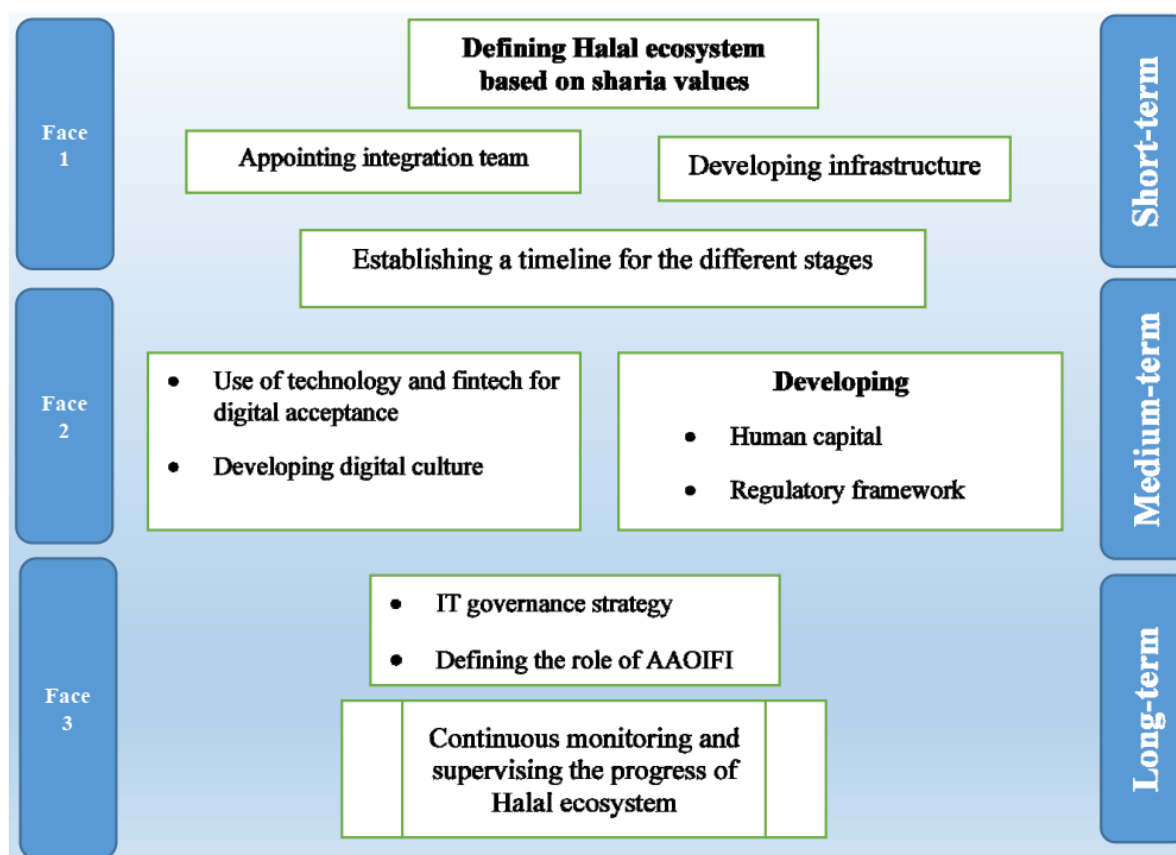 Face
1
Defining Halal ecosystem
based on sharia values
Appointing integration team
Developing infrastructure
Establishing a timeline for the different stages
Short-term
Face
2
• Use of technology and fintech for
digital acceptance
• Developing digital culture
Developing
• Human capital
• Regulatory framework
Medium-term
Face
3
• IT governance strategy
• Defining the role of AAOIFI
Continuous monitoring and
supervising the progress of
Halal ecosystem
Long-term